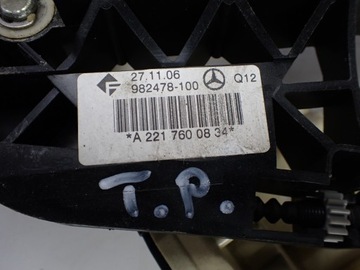 27.11.06
982478-100
Q12
*A 221 760 08 34*
T.P.